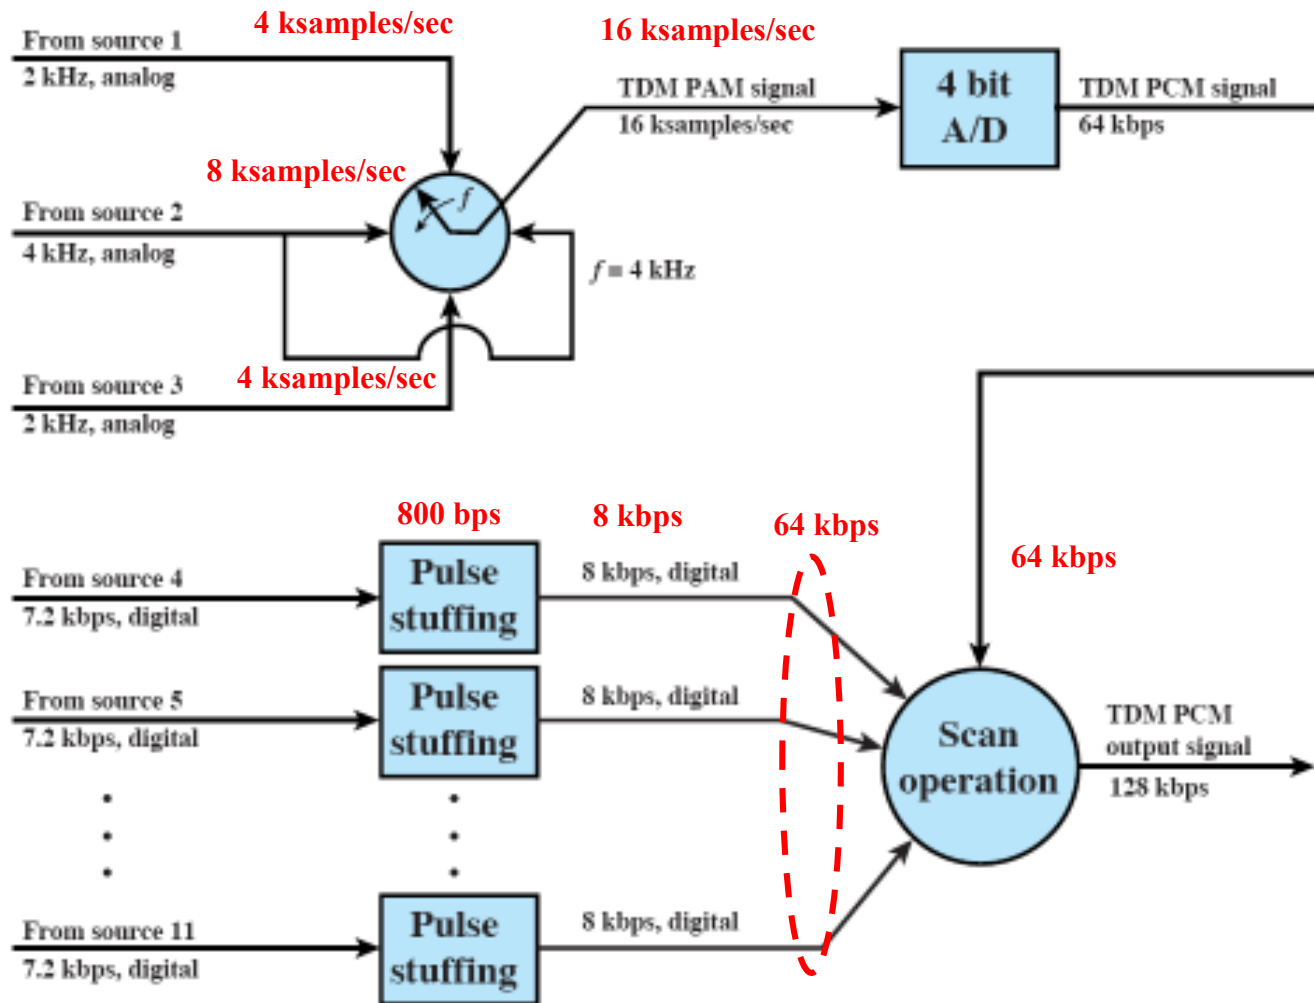 4 ksamples/sec
16 ksamples/sec
From source 1
2 kHz, analog
TDM PAM signal
16 ksamples/sec
4 bit
A/D
TDM PCM signal
64 kbps
8 ksamples/sec
f
From source 2
4 kHz, analog
f = 4 kHz
4 ksamples/sec
From source 3
2 kHz, analog
800 bps
8 kbps
64 kbps
64 kbps
From source 4
7.2 kbps, digital
Pulse
stuffing
8 kbps, digital
From source 5
7.2 kbps, digital
Pulse
stuffing
8 kbps, digital
Scan
operation
TDM PCM
output signal
128 kbps
From source 11
7.2 kbps, digital
Pulse
stuffing
8 kbps, digital